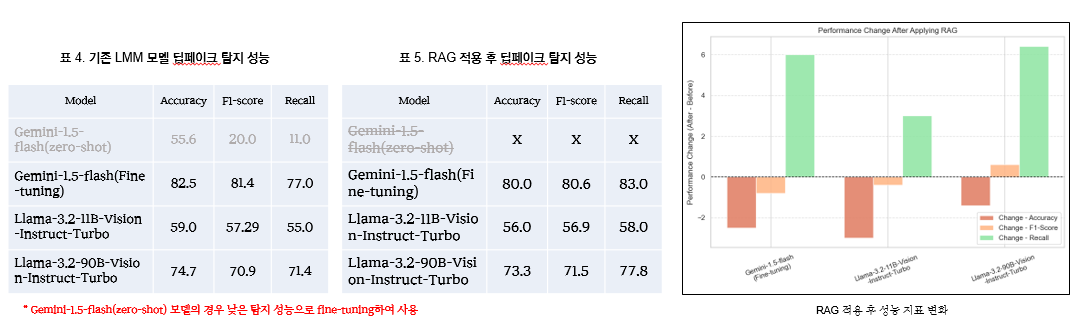 표 4. 기존 LMM 모델 딥페이크 탐지 성능
Model Accuracy F1-score Recall
Gemini-1.5-
flash(zero-shot) 55.6 20.0 11.0
Gemini-1.5-flash(Fine
-tuning) 82.5 81.4 77.0
Llama-3.2-11B-Vision
-Instruct-Turbo 59.0 57.29 55.0
Llama-3.2-90B-Visio
n-Instruct-Turbo 74.7 70.9 71.4
* Gemini-1.5-flash(zero-shot) 모델의 경우 낮은 탐지 성능으로 fine-tuning하여 사용
표 5. RAG 적용 후 딥페이크 탐지 성능
Model Accuracy F1-score Recall
Gemini-1.5-
flash(zero-shot) X X X
Gemini-1.5-flash(Fi
ne-tuning) 80.0 80.6 83.0
Llama-3.2-11B-Visio
n-Instruct-Turbo 56.0 56.9 58.0
Llama-3.2-90B-Visi
on-Instruct-Turbo 73.3 71.5 77.8
Performance Change After Applying RAG
Performance Change (After - Before)
6
4
2
0
−2
Change - Accuracy
Change - F1-Score
Change - Recall
Gemini-1.5-flash
(Fine-tuning)
Llama-3.2-11B-Vision
-Instruct-Turbo
Llama-3.2-90B-Vision
-Instruct-Turbo
RAG 적용 후 성능 지표 변화